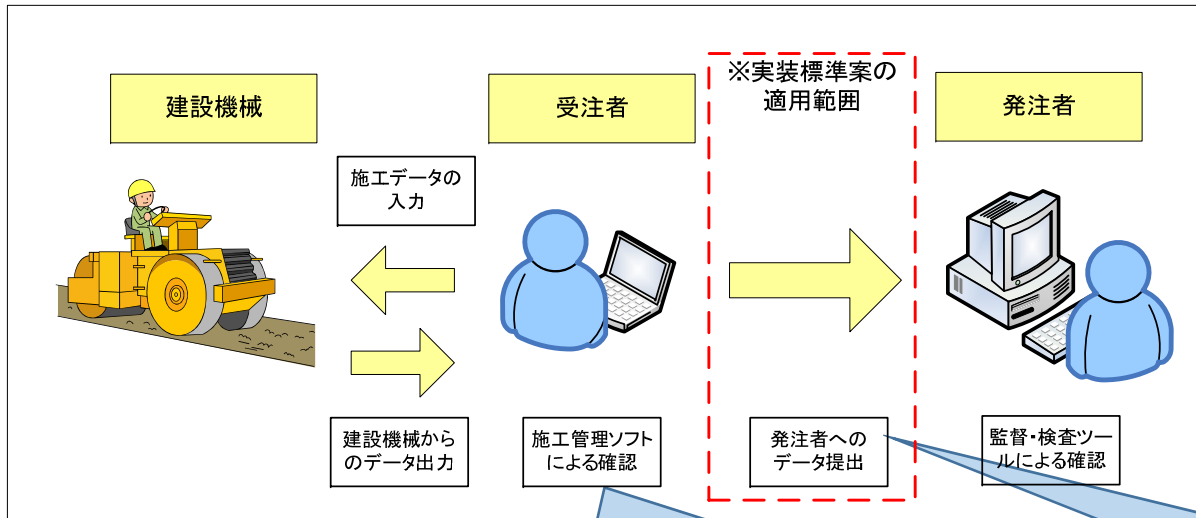 ※実装標準案の
適用範囲
建設機械
受注者
発注者
施工データの
入力
建設機械から
のデータ出力
施工管理ソフト
による確認
発注者への
データ提出
監督・検査ツー
ルによる確認